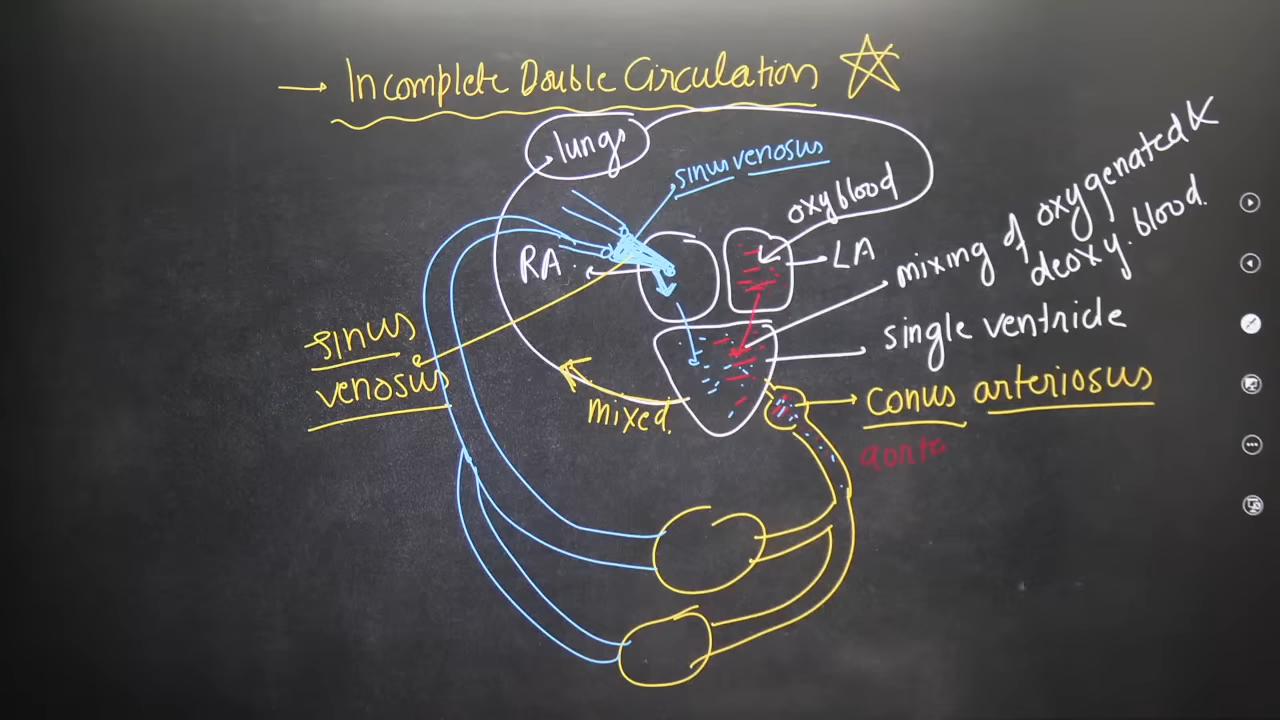 → Incomplete Double Circulation
lungs
sinus venosus
oxy blood
mixing of oxygenated &
deoxy. blood.
RA
LA
single ventricle
sinus
venosus
mixed.
Conus arteriosus
aorta